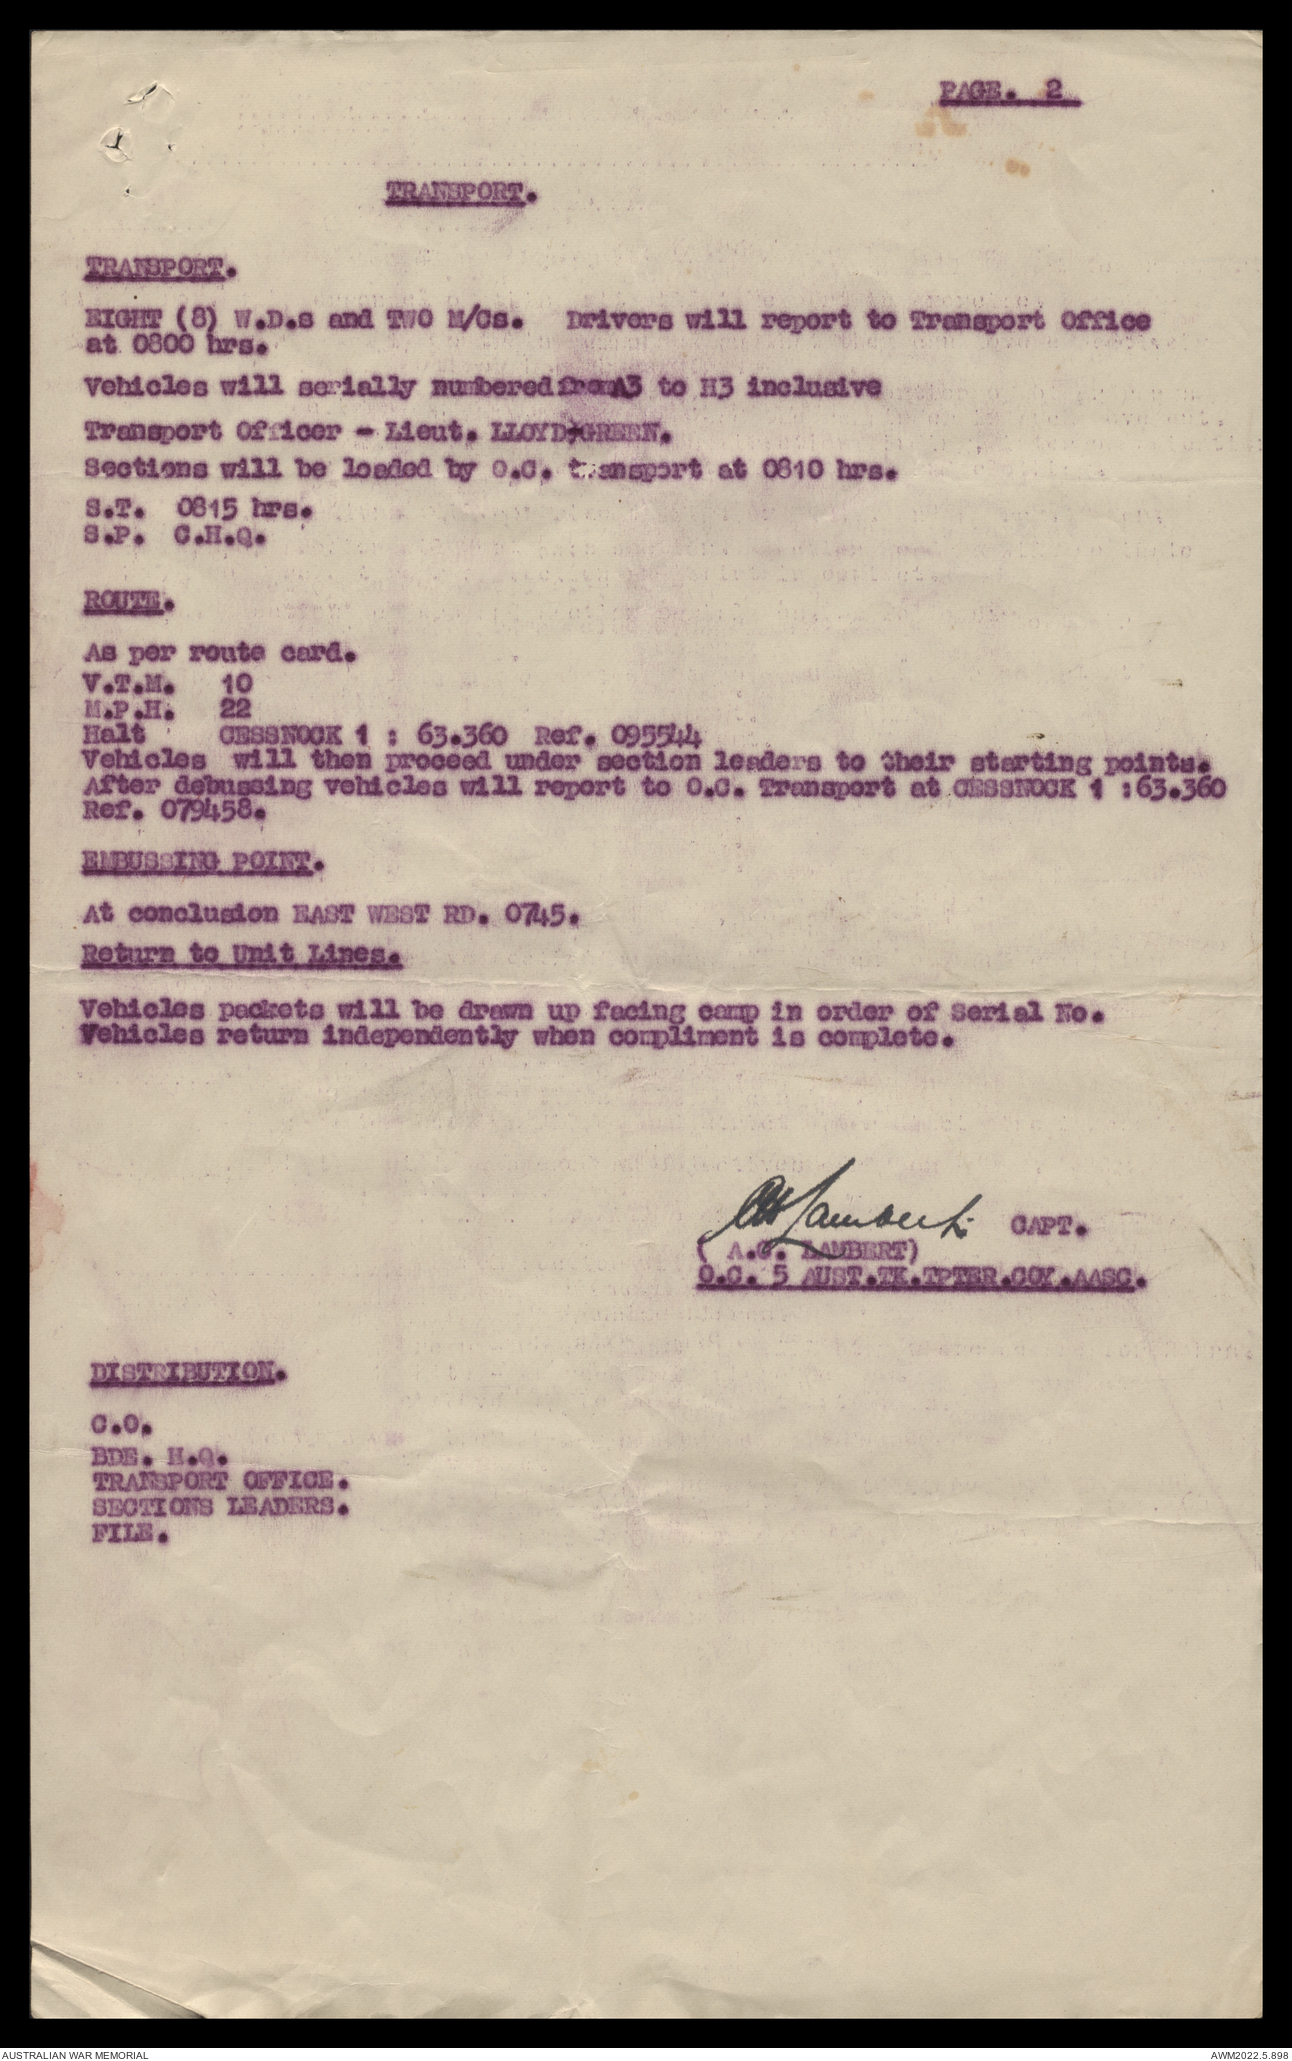 PAGE. 2
TRANSPORT.
TRANSPORT.
EIGHT (8) W.D.s and TWO M/Cs. Drivers will report to Transport Office
at 0800 hrs.
Vehicles will serially numbered from A3 to H3 inclusive
Transport Officer - Lieut. LLOYD-GREEN.
Sections will be loaded by O.C. transport at 0810 hrs.
S.T. 0815 hrs.
S.P. C.H.Q.
ROUTE.
As per route card.
V.T.M. 10
M.P.H. 22
Halt CESSNOCK 1 : 63.360 Ref. 095544
Vehicles will then proceed under section leaders to their starting points.
After debussing vehicles will report to O.C. Transport at CESSNOCK 1 :63.360
Ref. 079458.
EMBUSSING POINT.
At conclusion EAST WEST RD. 0745.
Return to Unit Lines.
Vehicles packets will be drawn up facing camp in order of Serial No.
Vehicles return independently when compliment is complete.
Lambert. CAPT.
( A.G. LAMBERT)
O.C. 5 AUST.TK.TPTER.COY.AASC.
DISTRIBUTION.
C.O.
BDE. H.Q.
TRANSPORT OFFICE.
SECTIONS LEADERS.
FILE.
AUSTRALIAN WAR MEMORIAL
AWM2022.5.898